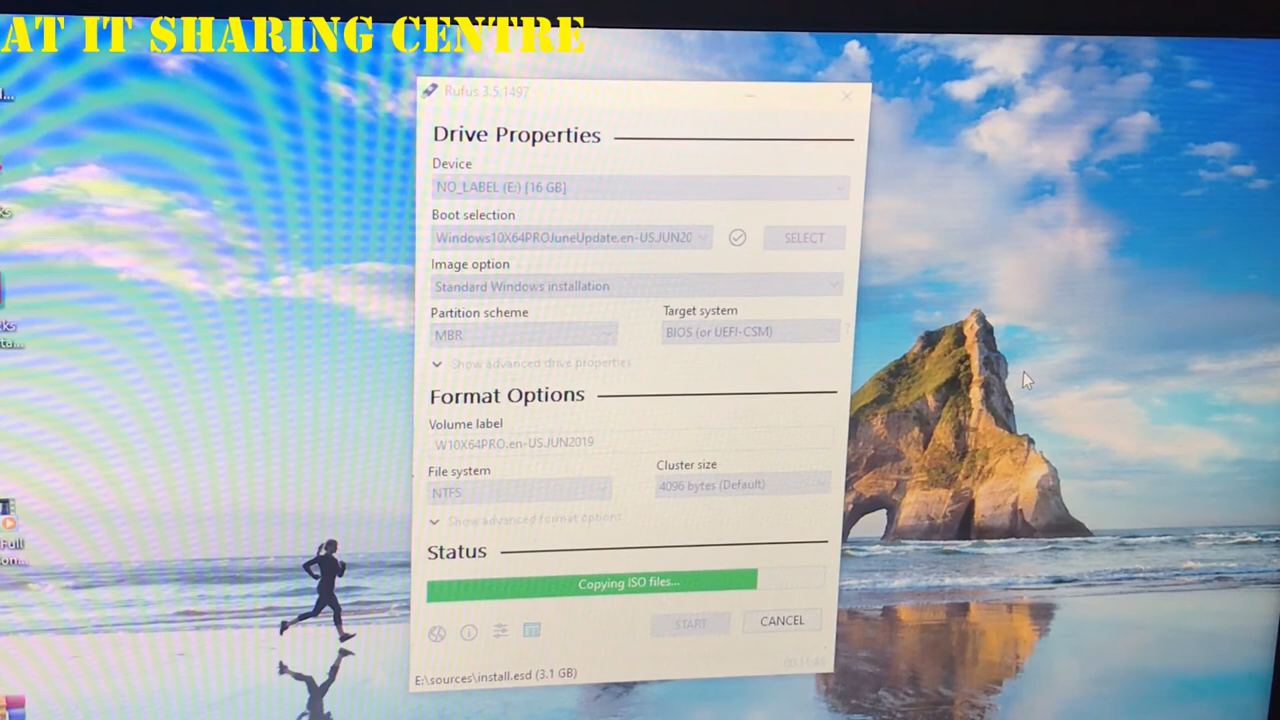 AT IT SHARING CENTRE
Rufus 3.5.1497
Drive Properties
Device
NO_LABEL (E:) [16 GB]
Boot selection
Windows10X64PROJuneUpdate.en-USJUN20
SELECT
Image option
Standard Windows installation
Partition scheme
Target system
MBR
BIOS (or UEFI-CSM)
?
Show advanced drive properties
Format Options
Volume label
W10X64PRO.en-USJUN2019
File system
Cluster size
NTFS
4096 bytes (Default)
Show advanced format options
Status
Copying ISO files...
START
CANCEL
E:\sources\install.esd (3.1 GB)